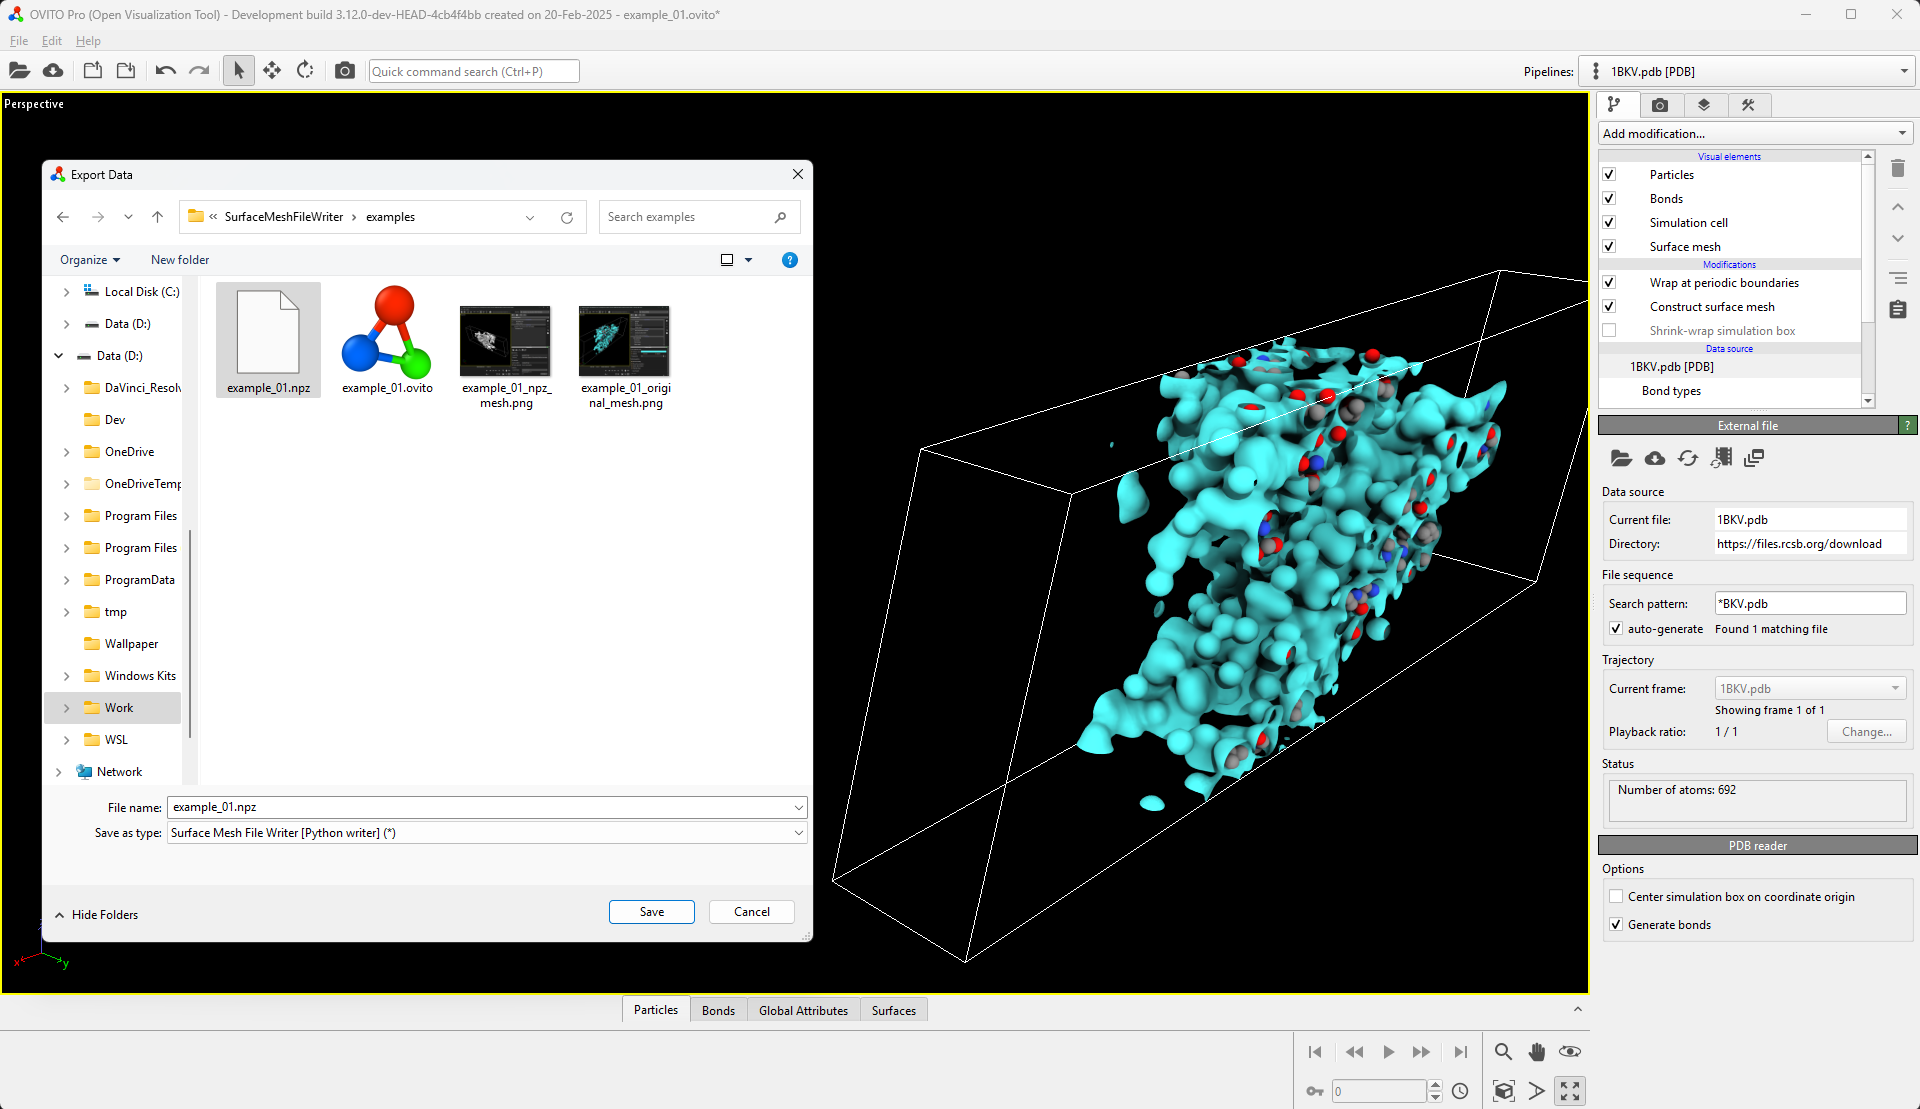 OVITO Pro (Open Visualization Tool) - Development build 3.12.0-dev-HEAD-4cb4f4bb created on 20-Feb-2025 - example_01.ovito*
File Edit Help
Quick command search (Ctrl+P)
Pipelines: 1BKV.pdb [PDB]
Perspective
Export Data
« SurfaceMeshFileWriter › examples
Search examples
Organize
New folder
Local Disk (C:)
Data (D:)
Data (D:)
DaVinci_Resolv
Dev
OneDrive
OneDriveTemp
Program Files
Program Files
ProgramData
tmp
Wallpaper
Windows Kits
Work
WSL
Network
example_01.npz
example_01.ovito
example_01_npz_
mesh.png
example_01_origi
nal_mesh.png
File name: example_01.npz
Save as type: Surface Mesh File Writer [Python writer] (*)
Hide Folders
Save
Cancel
x
y
Particles
Bonds
Global Attributes
Surfaces
Add modification...
Visual elements
Particles
Bonds
Simulation cell
Surface mesh
Modifications
Wrap at periodic boundaries
Construct surface mesh
Shrink-wrap simulation box
Data source
1BKV.pdb [PDB]
Bond types
External file
?
Data source
Current file: 1BKV.pdb
Directory: https://files.rcsb.org/download
File sequence
Search pattern: *BKV.pdb
auto-generate Found 1 matching file
Trajectory
Current frame: 1BKV.pdb
Showing frame 1 of 1
Playback ratio: 1 / 1 Change...
Status
Number of atoms: 692
PDB reader
Options
Center simulation box on coordinate origin
Generate bonds
0